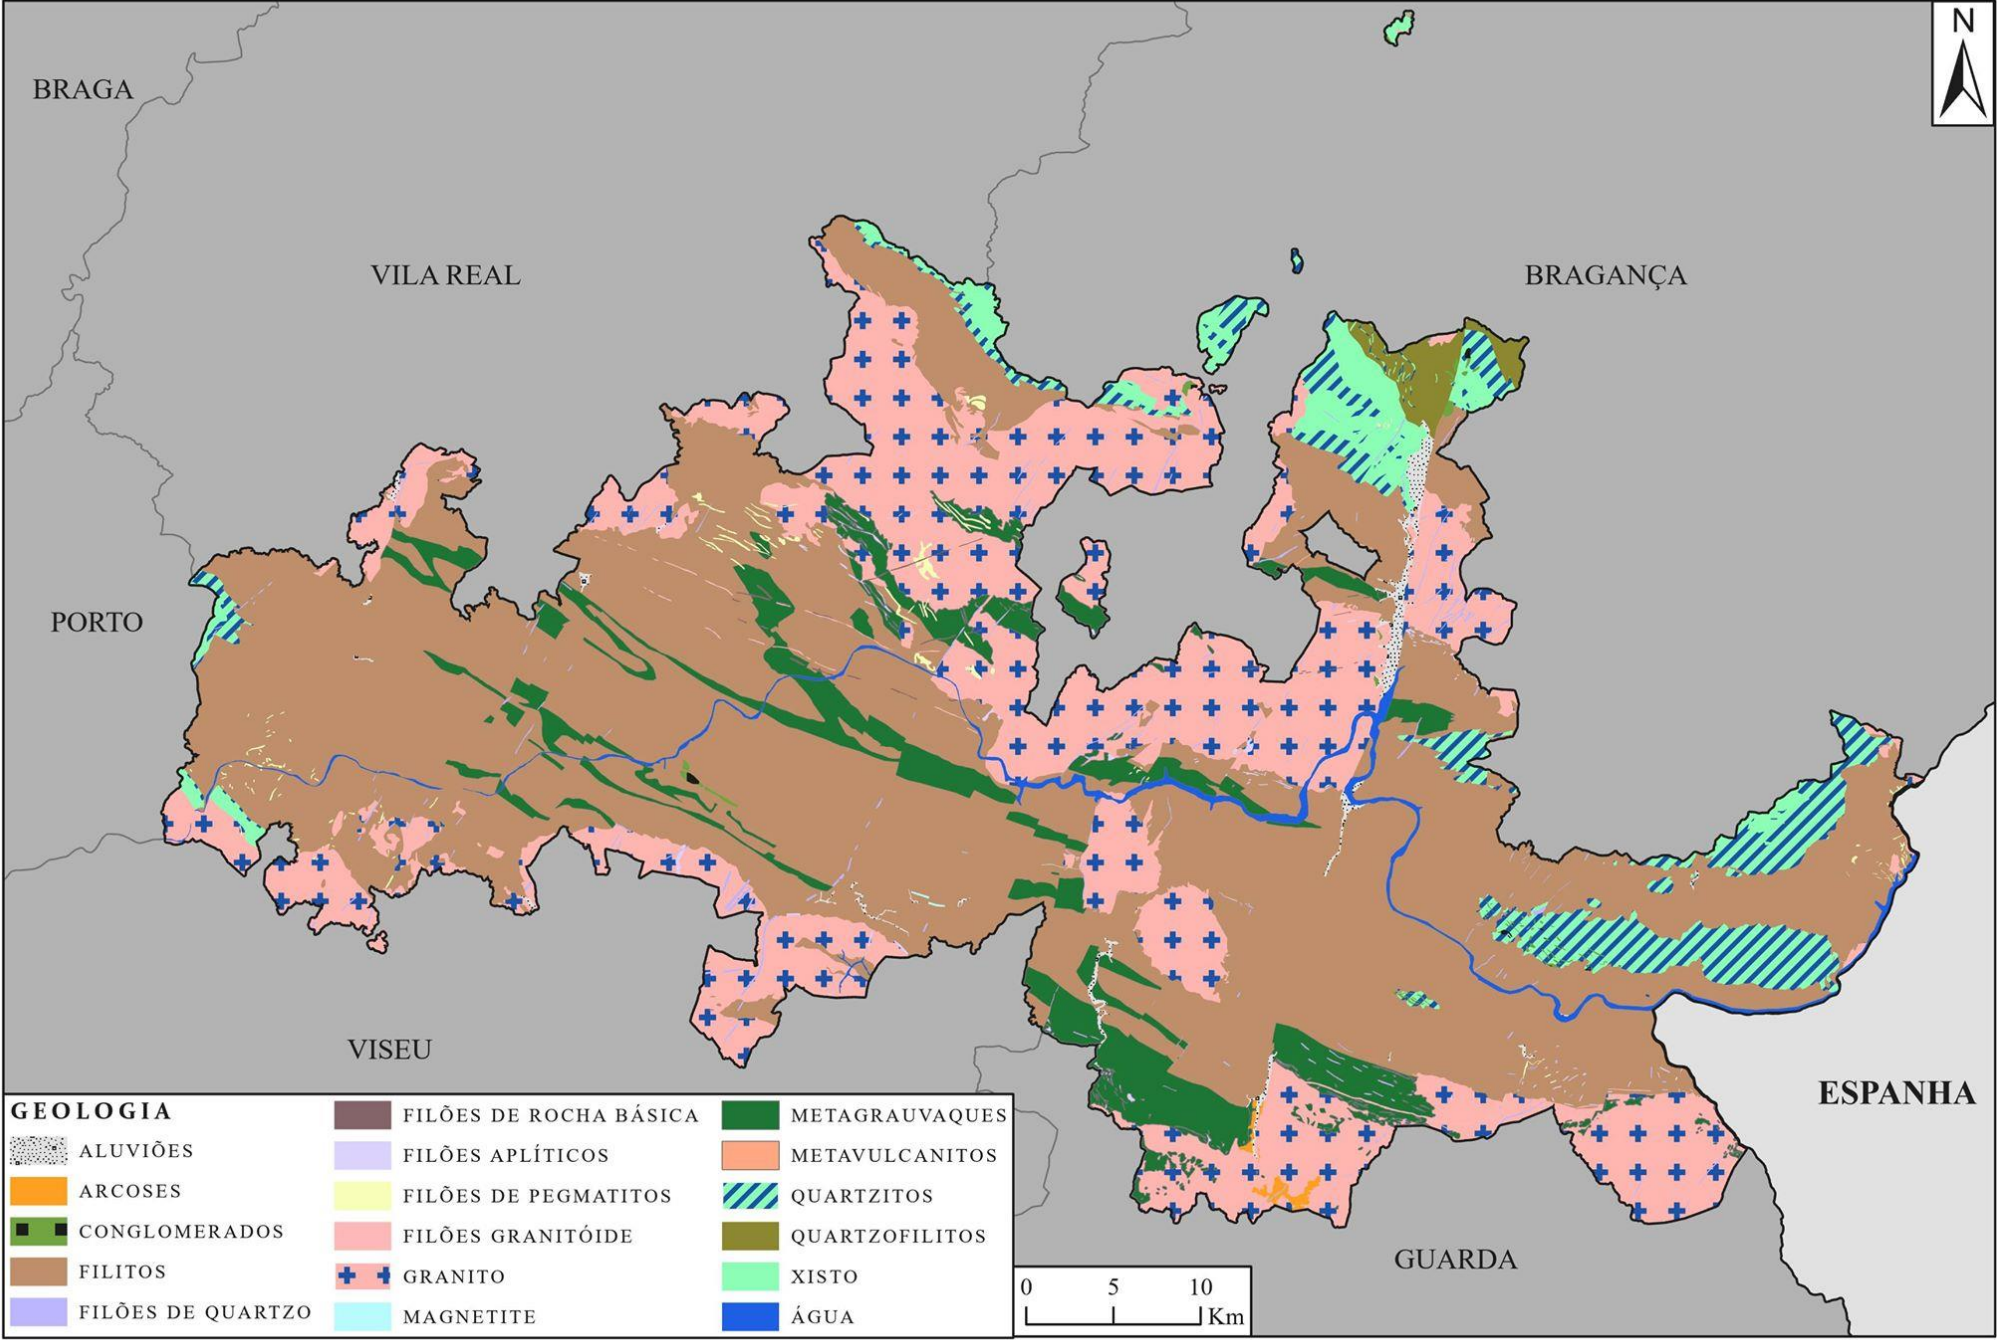 N
BRAGA
VILA REAL
BRAGANÇA
PORTO
VISEU
ESPANHA
GUARDA
GEOLOGIA
ALUVIÕES
ARCOSES
CONGLOMERADOS
FILITOS
FILÕES DE QUARTZO
FILÕES DE ROCHA BÁSICA
FILÕES APLÍTICOS
FILÕES DE PEGMATITOS
FILÕES GRANITÓIDE
GRANITO
MAGNETITE
METAGRAUVAQUES
METAVULCANITOS
QUARTZITOS
QUARTZOFILITOS
XISTO
ÁGUA
0 5 10
Km